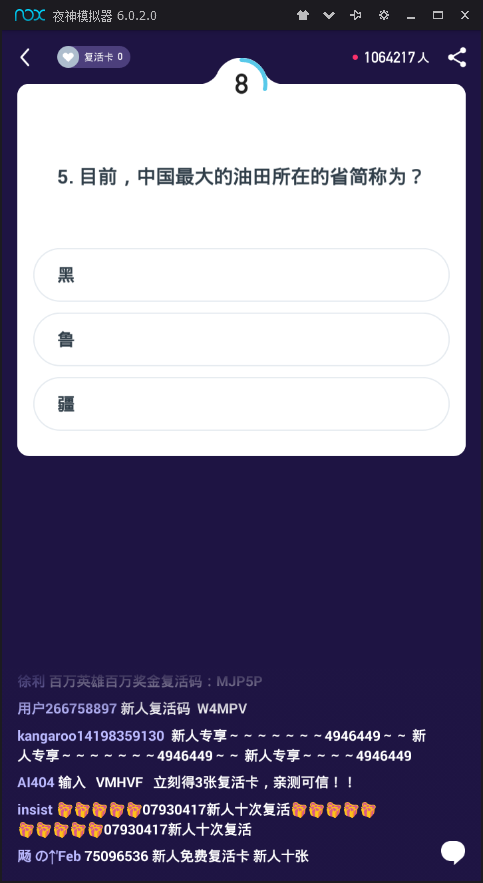 nox 夜神模拟器 6.0.2.0
复活卡 0
1064217人
8
5. 目前，中国最大的油田所在的省简称为？
黑
鲁
疆
徐利 百万英雄百万奖金复活码：MJP5P
用户266758897 新人复活码 W4MPV
kangaroo14198359130 新人专享～～～～～～～4946449～～ 新
人专享～～～～～～～4946449～～ 新人专享～～～～4946449
AI404 输入 VMHVF 立刻得3张复活卡，亲测可信！！
insist 07930417新人十次复活
07930417新人十次复活
飏 の↑'Feb 75096536 新人免费复活卡 新人十张